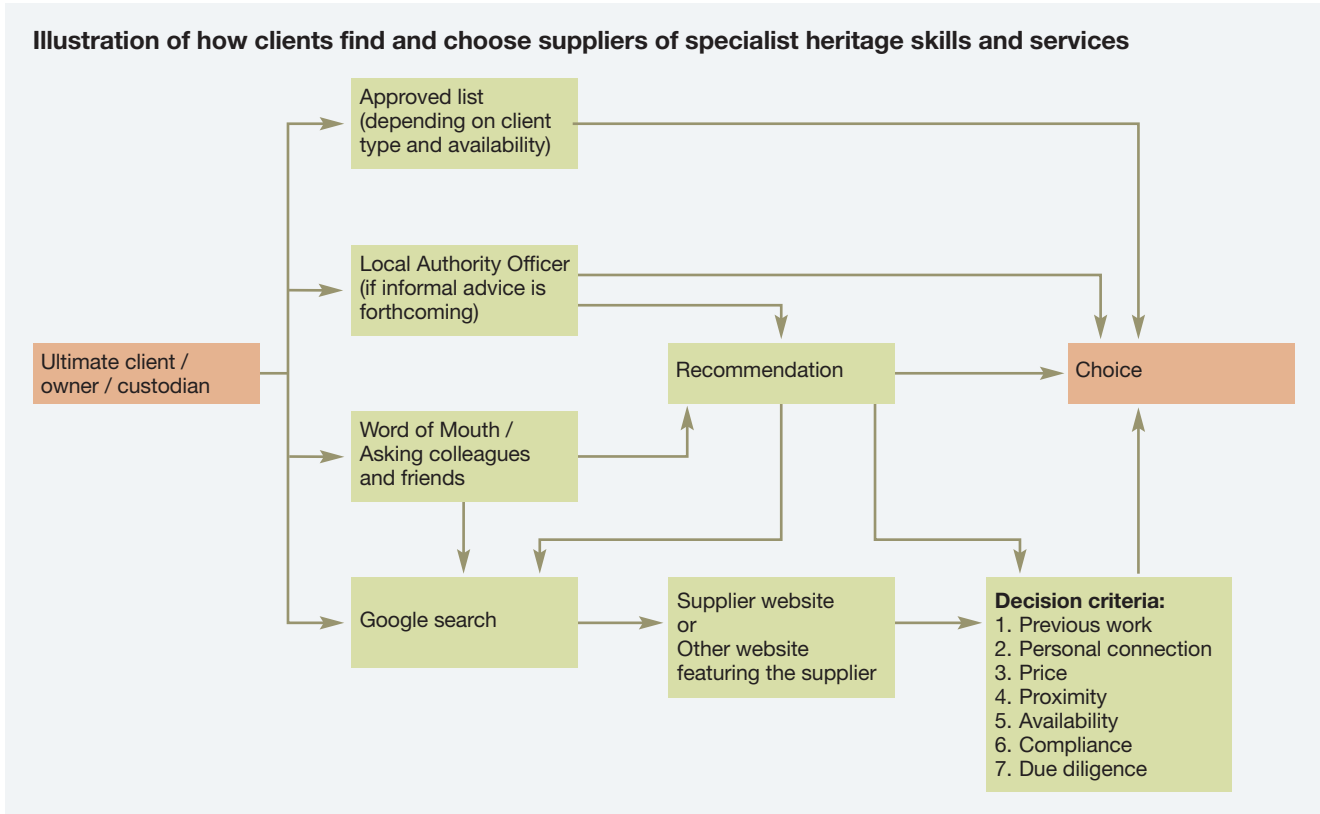 Illustration of how clients find and choose suppliers of specialist heritage skills and services
Approved list
(depending on client
type and availability)
Local Authority Officer
(if informal advice is
forthcoming)
Ultimate client /
owner / custodian
Recommendation
Choice
Word of Mouth /
Asking colleagues
and friends
Google search
Supplier website
or
Other website
featuring the supplier
Decision criteria:
1. Previous work
2. Personal connection
3. Price
4. Proximity
5. Availability
6. Compliance
7. Due diligence